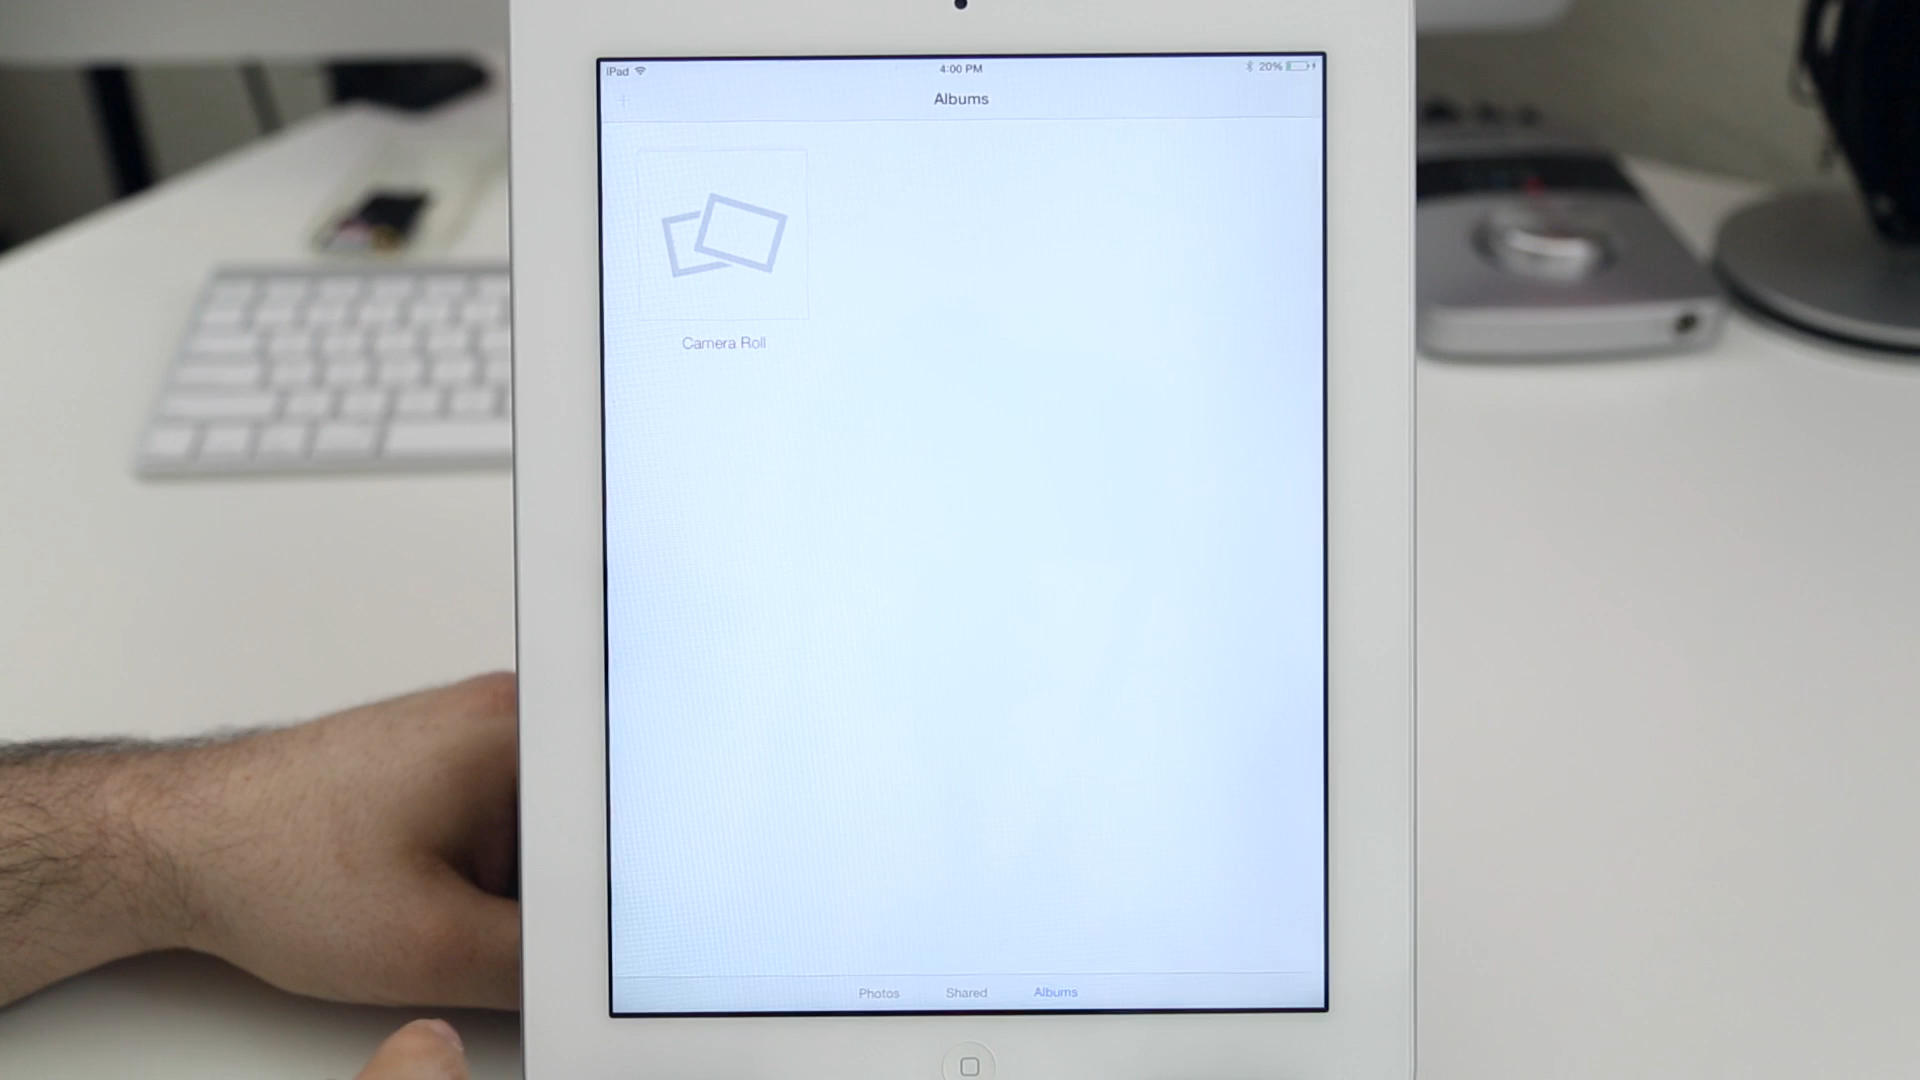 iPad 4:00 PM 20%
+ Albums
Camera Roll
Photos Shared Albums